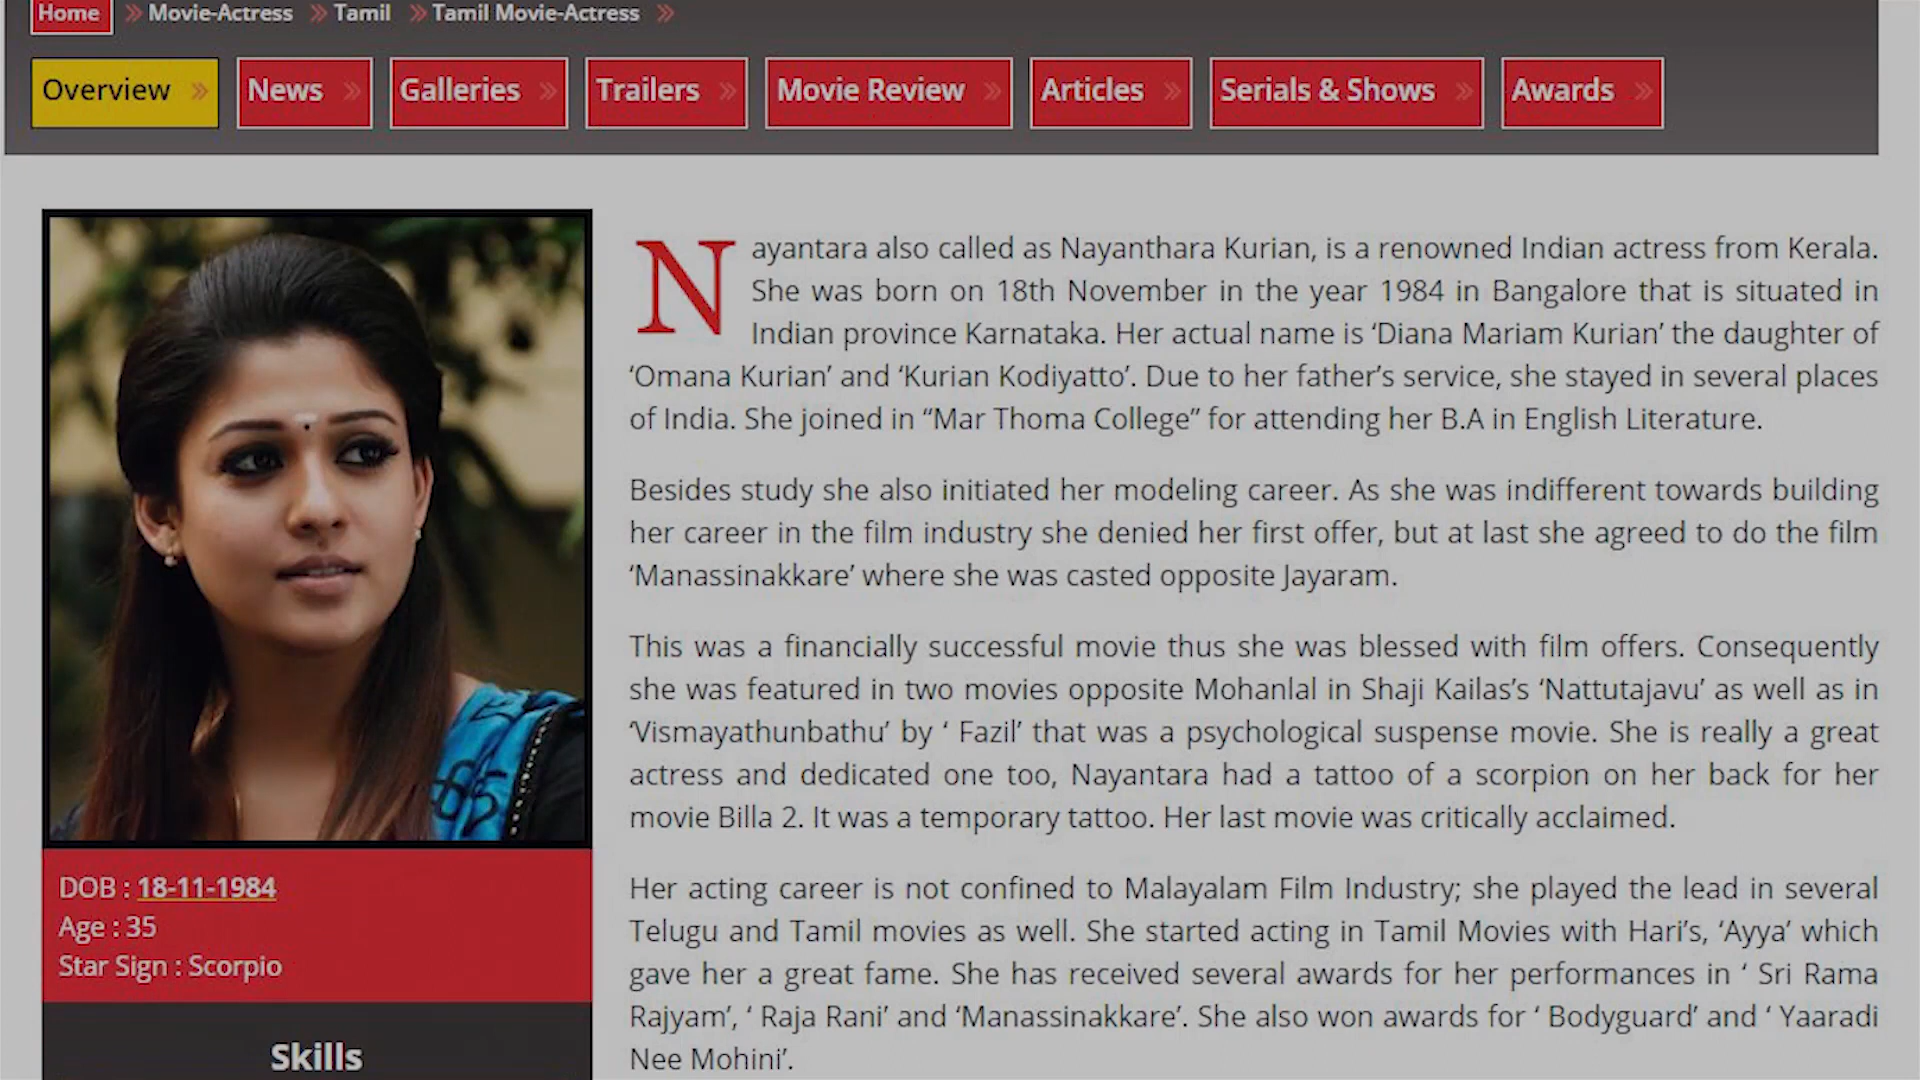 Home » Movie-Actress » Tamil » Tamil Movie-Actress »
Overview » News » Galleries » Trailers » Movie Review » Articles » Serials & Shows » Awards »
Nayantara also called as Nayanthara Kurian, is a renowned Indian actress from Kerala.
She was born on 18th November in the year 1984 in Bangalore that is situated in
Indian province Karnataka. Her actual name is ‘Diana Mariam Kurian’ the daughter of
‘Omana Kurian’ and ‘Kurian Kodiyatto’. Due to her father’s service, she stayed in several places
of India. She joined in “Mar Thoma College” for attending her B.A in English Literature.
Besides study she also initiated her modeling career. As she was indifferent towards building
her career in the film industry she denied her first offer, but at last she agreed to do the film
‘Manassinakkare’ where she was casted opposite Jayaram.
This was a financially successful movie thus she was blessed with film offers. Consequently
she was featured in two movies opposite Mohanlal in Shaji Kailas’s ‘Nattutajavu’ as well as in
‘Vismayathunbathu’ by ‘ Fazil’ that was a psychological suspense movie. She is really a great
actress and dedicated one too, Nayantara had a tattoo of a scorpion on her back for her
movie Billa 2. It was a temporary tattoo. Her last movie was critically acclaimed.
Her acting career is not confined to Malayalam Film Industry; she played the lead in several
Telugu and Tamil movies as well. She started acting in Tamil Movies with Hari’s, ‘Ayya’ which
gave her a great fame. She has received several awards for her performances in ‘ Sri Rama
Rajyam’, ‘ Raja Rani’ and ‘Manassinakkare’. She also won awards for ‘ Bodyguard’ and ‘ Yaaradi
Nee Mohini’.
DOB : 18-11-1984
Age : 35
Star Sign : Scorpio
Skills